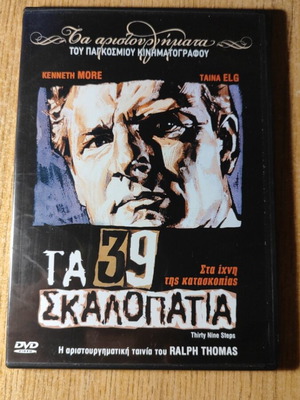 Τα αριστουργήματα
ΤΟΥ ΠΑΓΚΟΣΜΙΟΥ ΚΙΝΗΜΑΤΟΓΡΑΦΟΥ
KENNETH MORE
TAINA ELG
ΤΑ 39
Στα ίχνη
της κατασκοπίας
ΣΚΑΛΟΠΑΤΙΑ
Thirty Nine Steps
DVD
VIDEO
Η αριστουργηματική ταινία του RALPH THOMAS